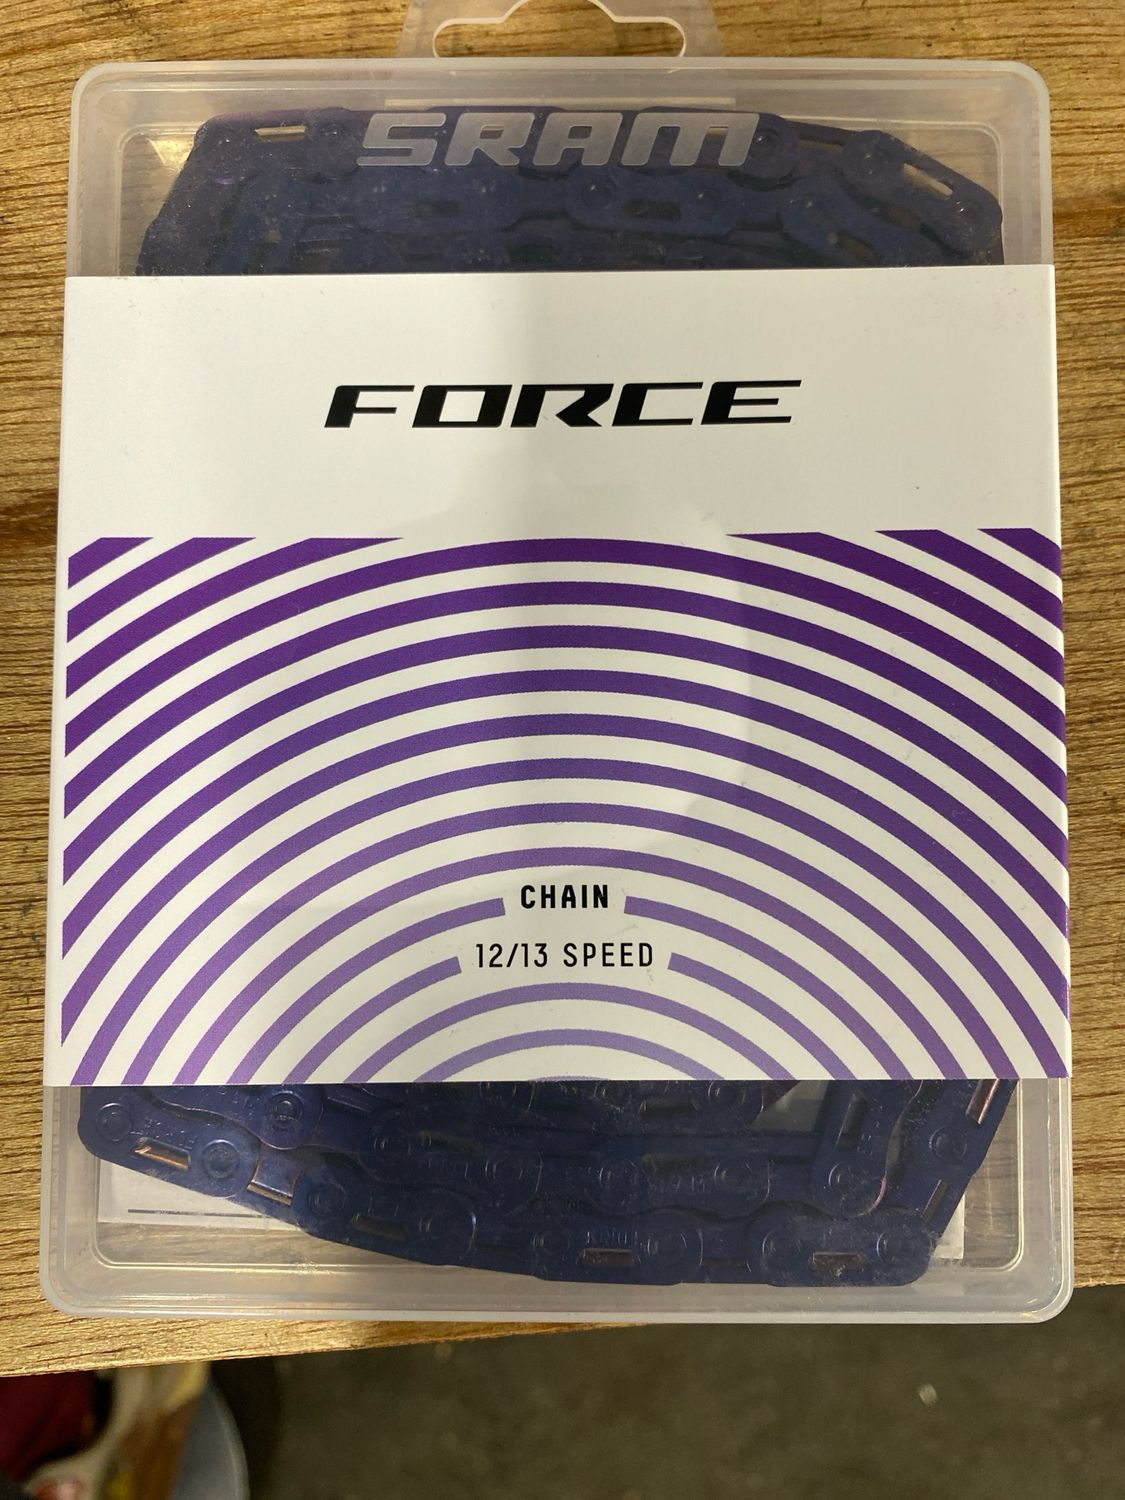 SRAM
FORCE
CHAIN
12/13 SPEED